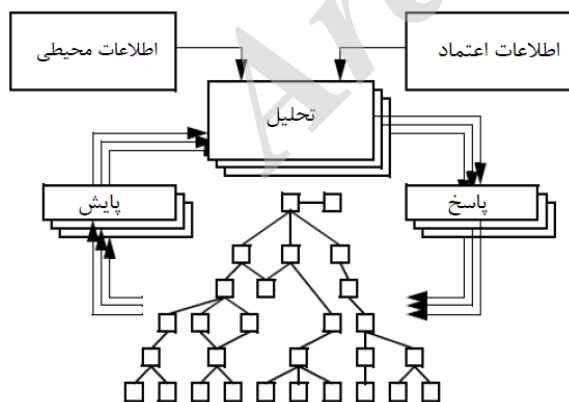 اطلاعات اعتماد
اطلاعات محیطی
تحلیل
پاسخ
پایش